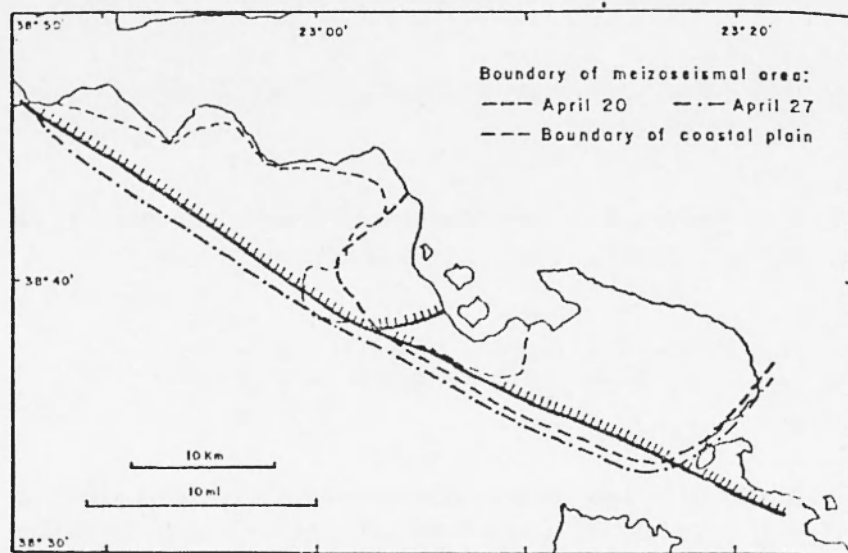 38° 50'
23°00'
23°20'
Boundary of meizoseismal area:
April 20 April 27
Boundary of coastal plain
38° 40'
10 Km
10 ml
38° 30'